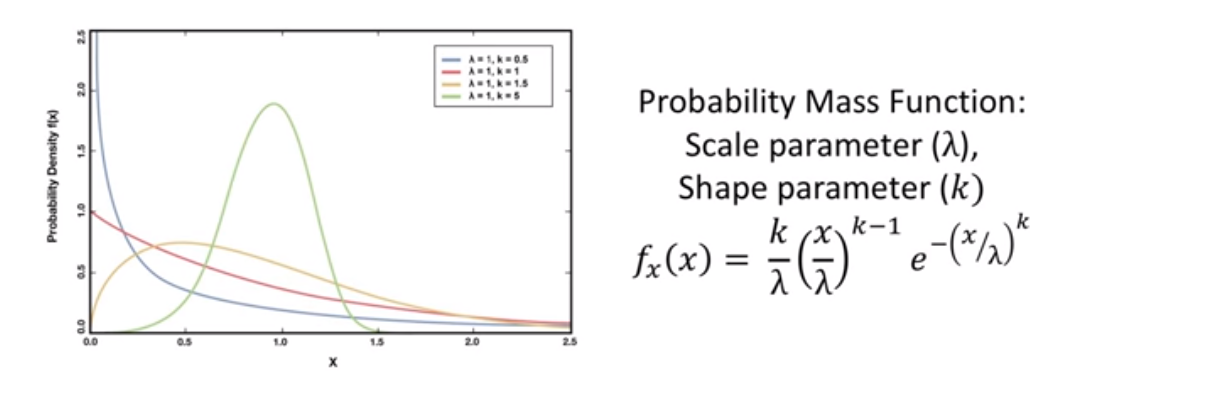 2.5
2.0
1.5
1.0
0.5
0.0
Probability Density f(x)
λ = 1, k = 0.5
λ = 1, k = 1
λ = 1, k = 1.5
λ = 1, k = 5
0.0 0.5 1.0 1.5 2.0 2.5
X
Probability Mass Function:
Scale parameter (λ),
Shape parameter (k)
fₓ(x) = k/λ (x/λ)^(k−1) e^(−(x/λ)^k)